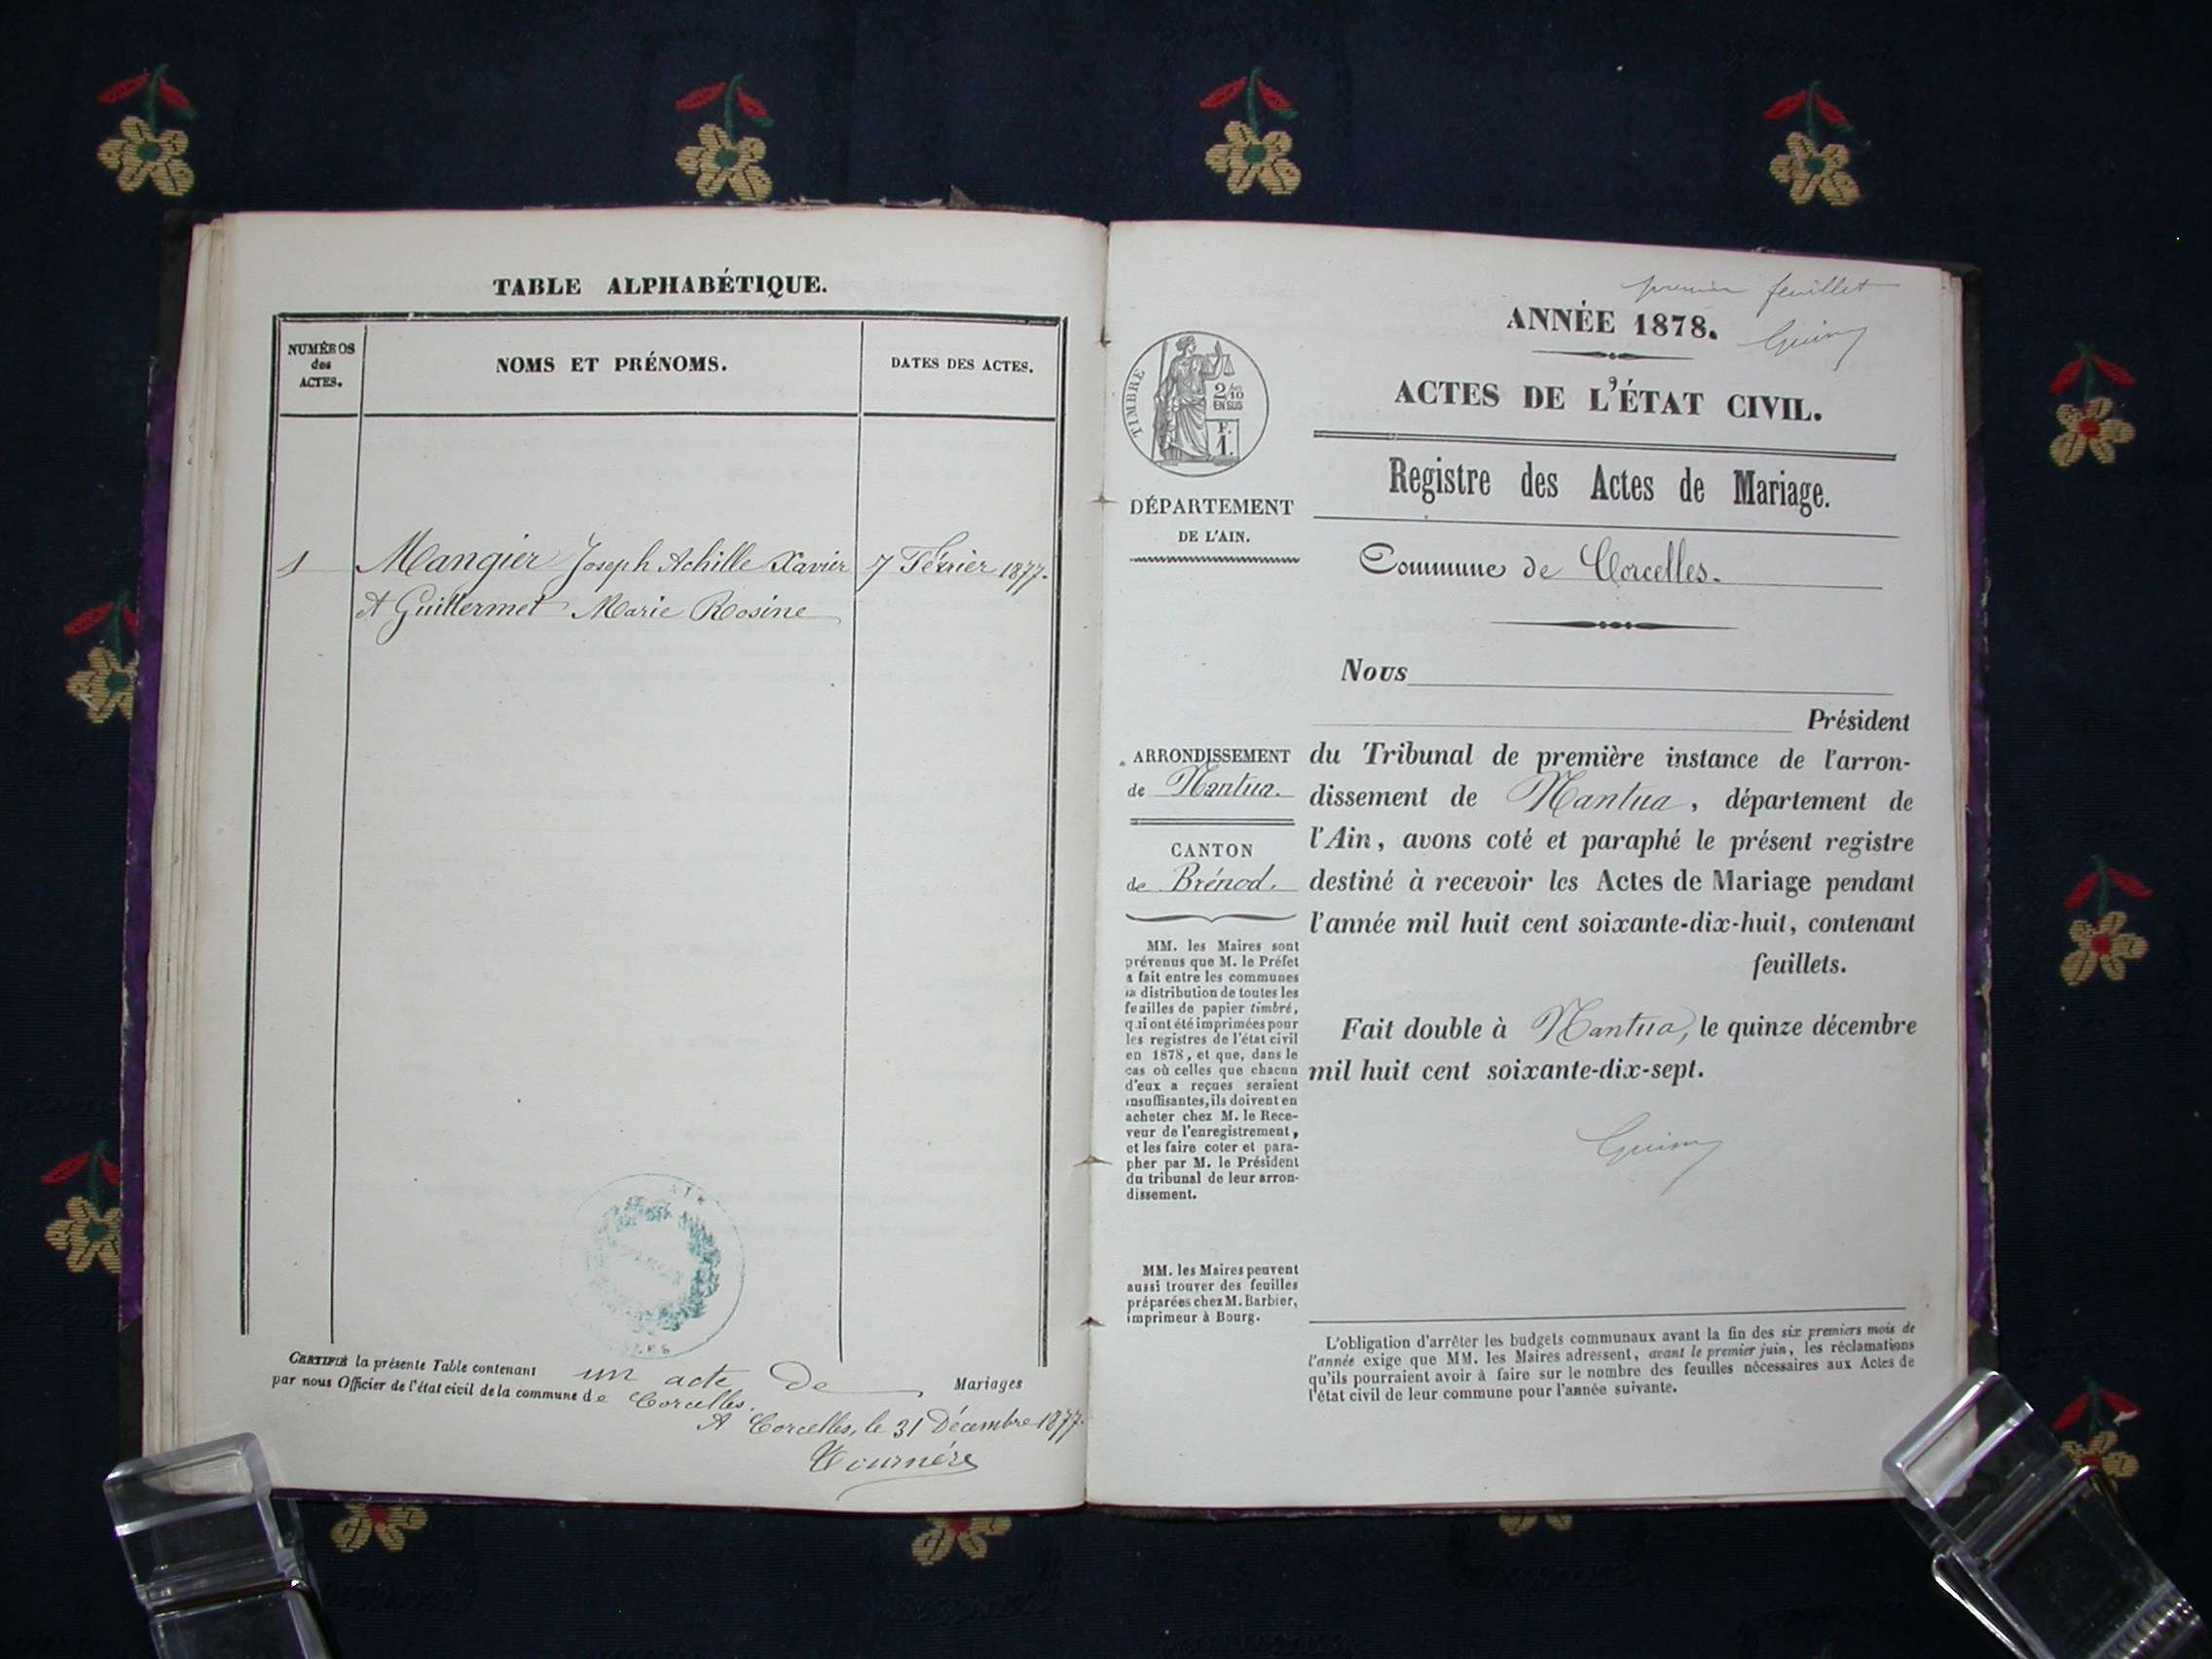 TABLE ALPHABÉTIQUE.
NUMÉROS
des
ACTES.
NOMS ET PRÉNOMS.
DATES DES ACTES.
1 Mangier Joseph Achille Xavier 7 Février 1877.
Et Guillermet Marie Rosine
CERTIFIÉ la présente Table contenant un acte de Mariages
par nous Officier de l'état civil de la commune de Corcelles.
A Corcelles, le 31 Décembre 1877.
premier feuillet
ANNÉE 1878.
TIMBRE
2/10
EN SUS
F.
1.
ACTES DE L'ÉTAT CIVIL.
Registre des Actes de Mariage.
Commune de Corcelles.
DÉPARTEMENT
DE L'AIN.
ARRONDISSEMENT
de Nantua.
CANTON
de Brénod.
MM. les Maires sont
prévenus que M. le Préfet
a fait entre les communes
la distribution de toutes les
feuilles de papier timbré,
qui ont été imprimées pour
les registres de l'état civil
en 1878, et que, dans le
cas où celles que chacun
d'eux a reçues seraient
insuffisantes, ils doivent en
acheter chez M. le Rece-
veur de l'enregistrement,
et les faire coter et para-
pher par M. le Président
du tribunal de leur arron-
dissement.
MM. les Maires peuvent
aussi trouver des feuilles
préparées chez M. Barbier,
imprimeur à Bourg.
Nous
Président
du Tribunal de première instance de l'arron-
dissement de Nantua, département de
l'Ain, avons coté et paraphé le présent registre
destiné à recevoir les Actes de Mariage pendant
l'année mil huit cent soixante-dix-huit, contenant
feuillets.
Fait double à Nantua, le quinze décembre
mil huit cent soixante-dix-sept.
L'obligation d'arrêter les budgets communaux avant la fin des six premiers mois de
l'année exige que MM. les Maires adressent, avant le premier juin, les réclamations
qu'ils pourraient avoir à faire sur le nombre des feuilles nécessaires aux Actes de
l'état civil de leur commune pour l'année suivante.